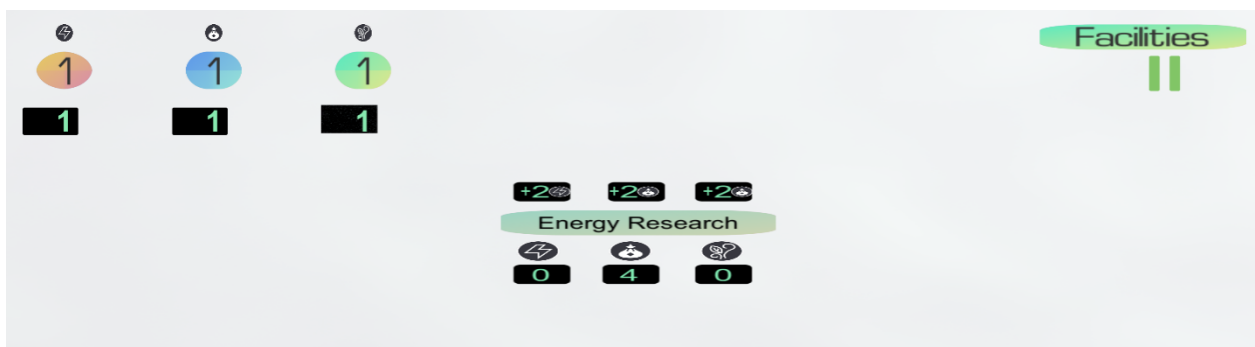 Facilities
1 1 1
1 1 1
+2 +2 +2
Energy Research
0 4 0